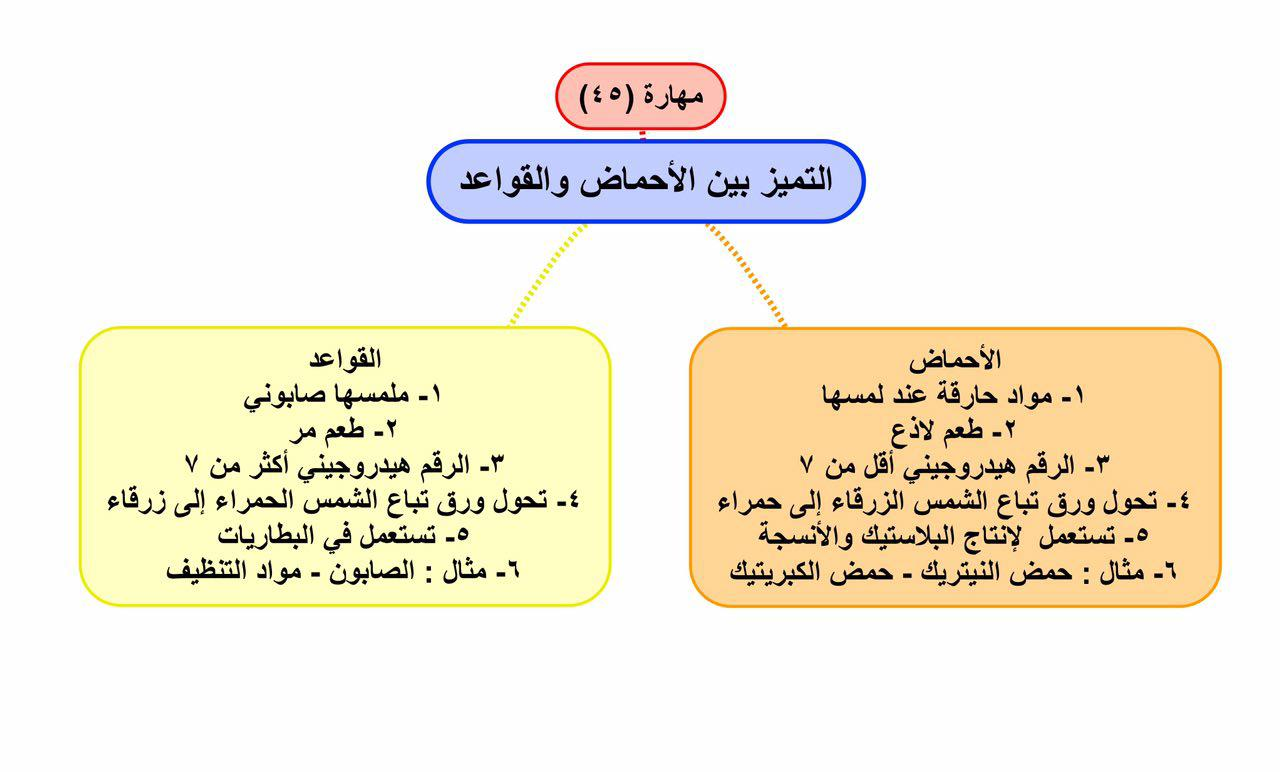 مهارة (٤٥)
التميز بين الأحماض والقواعد
الأحماض
١- مواد حارقة عند لمسها
٢- طعم لاذع
٣- الرقم هيدروجيني أقل من ٧
٤- تحول ورق تباع الشمس الزرقاء إلى حمراء
٥- تستعمل لإنتاج البلاستيك والأنسجة
٦- مثال : حمض النيتريك - حمض الكبريتيك
القواعد
١- ملمسها صابوني
٢- طعم مر
٣- الرقم هيدروجيني أكثر من ٧
٤- تحول ورق تباع الشمس الحمراء إلى زرقاء
٥- تستعمل في البطاريات
٦- مثال : الصابون - مواد التنظيف